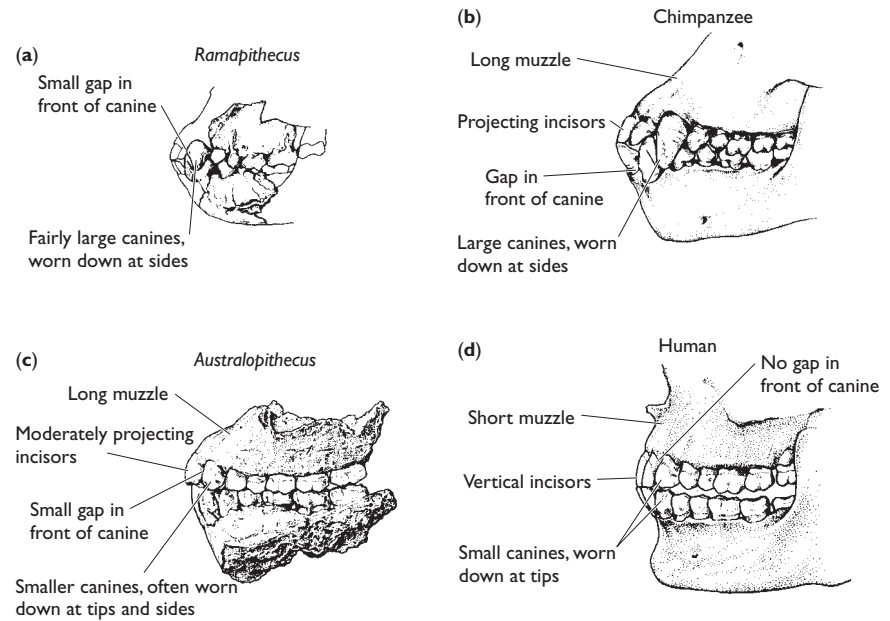 (a)
Ramapithecus
Small gap in
front of canine
Fairly large canines,
worn down at sides
(b)
Chimpanzee
Long muzzle
Projecting incisors
Gap in
front of canine
Large canines, worn
down at sides
(c)
Australopithecus
Long muzzle
Moderately projecting
incisors
Small gap in
front of canine
Smaller canines, often worn
down at tips and sides
(d)
Human
No gap in
front of canine
Short muzzle
Vertical incisors
Small canines, worn
down at tips